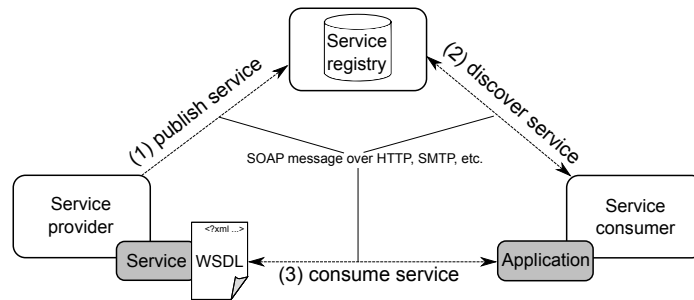 Service
registry
(1) publish service
(2) discover service
SOAP message over HTTP, SMTP, etc.
Service
provider
Service
consumer
<?xml ...>
Service
WSDL
Application
(3) consume service